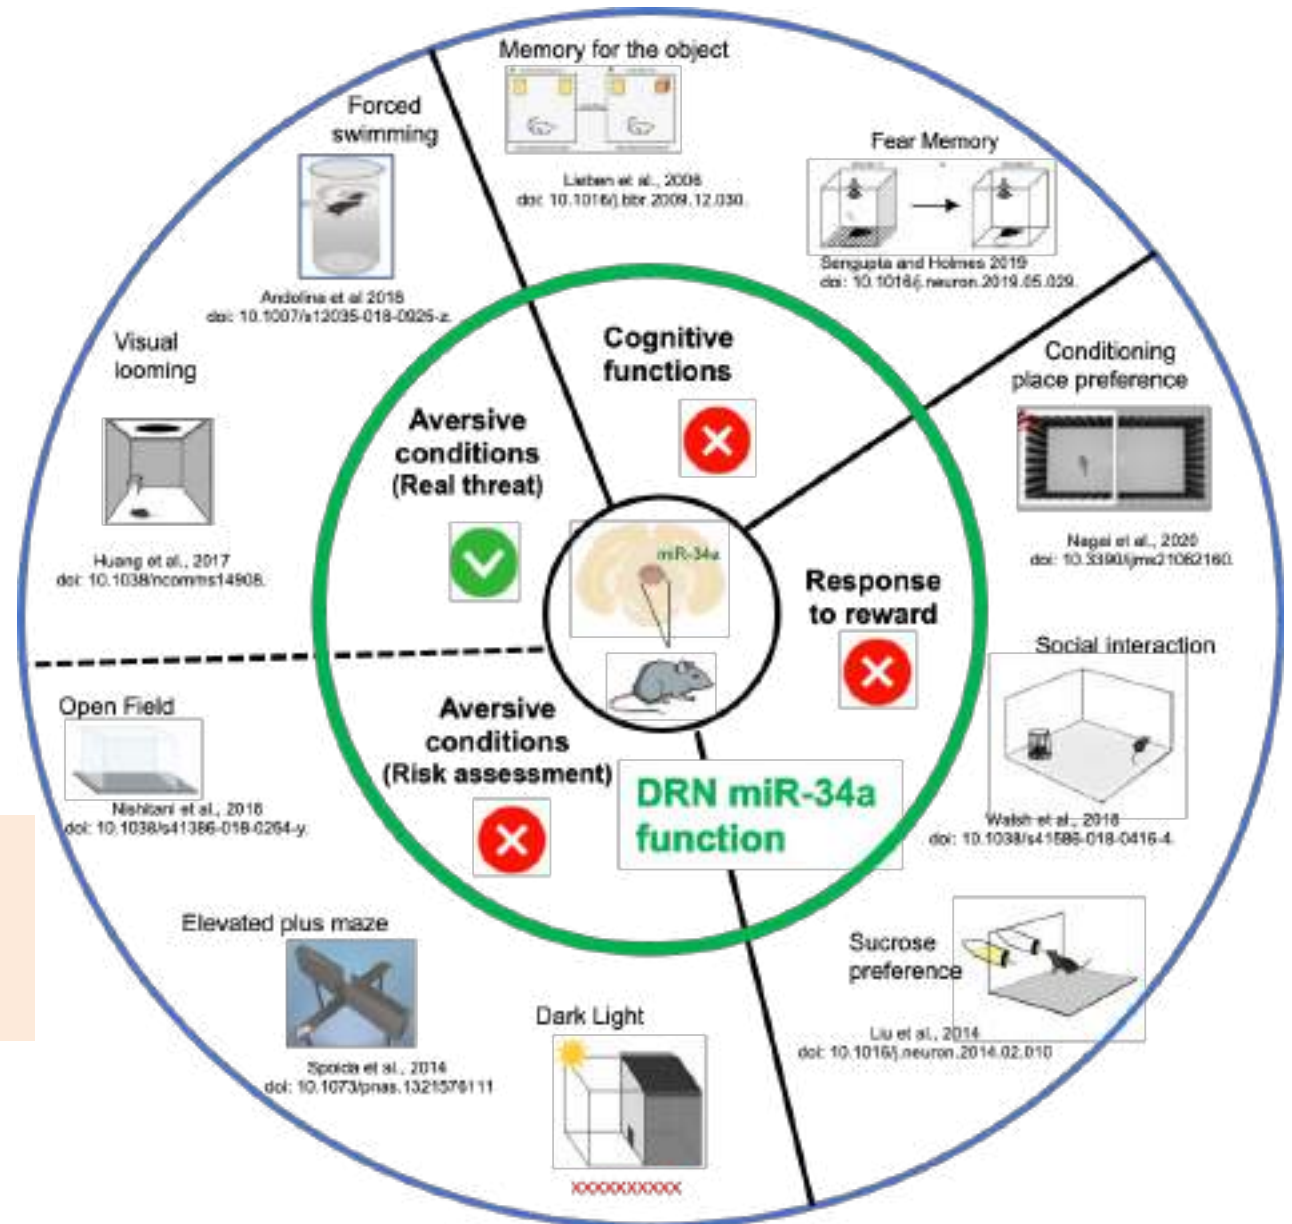 Memory for the object
Lieben et al., 2006
doi: 10.1016/j.bbr.2009.12.030.
Fear Memory
Sengupta and Holmes 2019
doi: 10.1016/j.neuron.2019.05.029.
Forced
swimming
Andolina et al 2018
doi: 10.1007/s12035-018-0925-z.
Visual
looming
Huang et al., 2017
doi: 10.1038/ncomms14908.
Cognitive
functions
Aversive
conditions
(Real threat)
Conditioning
place preference
Nagai et al., 2020
doi: 10.3390/ijms21062160.
miR-34a
Response
to reward
Social interaction
Walsh et al., 2018
doi: 10.1038/s41586-018-0416-4.
Open Field
Nishitani et al., 2018
doi: 10.1038/s41386-018-0254-y.
Aversive
conditions
(Risk assessment)
DRN miR-34a
function
Elevated plus maze
Spoida et al., 2014
doi: 10.1073/pnas.1321576111
Dark Light
XXXXXXXXXX
Sucrose
preference
Liu et al., 2014
doi: 10.1016/j.neuron.2014.02.010